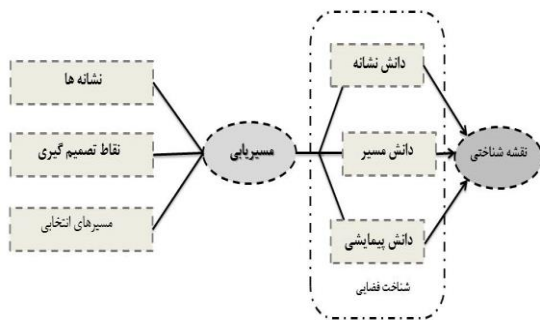 نشانه ها
نقاط تصمیم گیری
مسیرهای انتخابی
مسیریابی
دانش نشانه
دانش مسیر
دانش پیمایشی
شناخت فضایی
نقشه شناختی